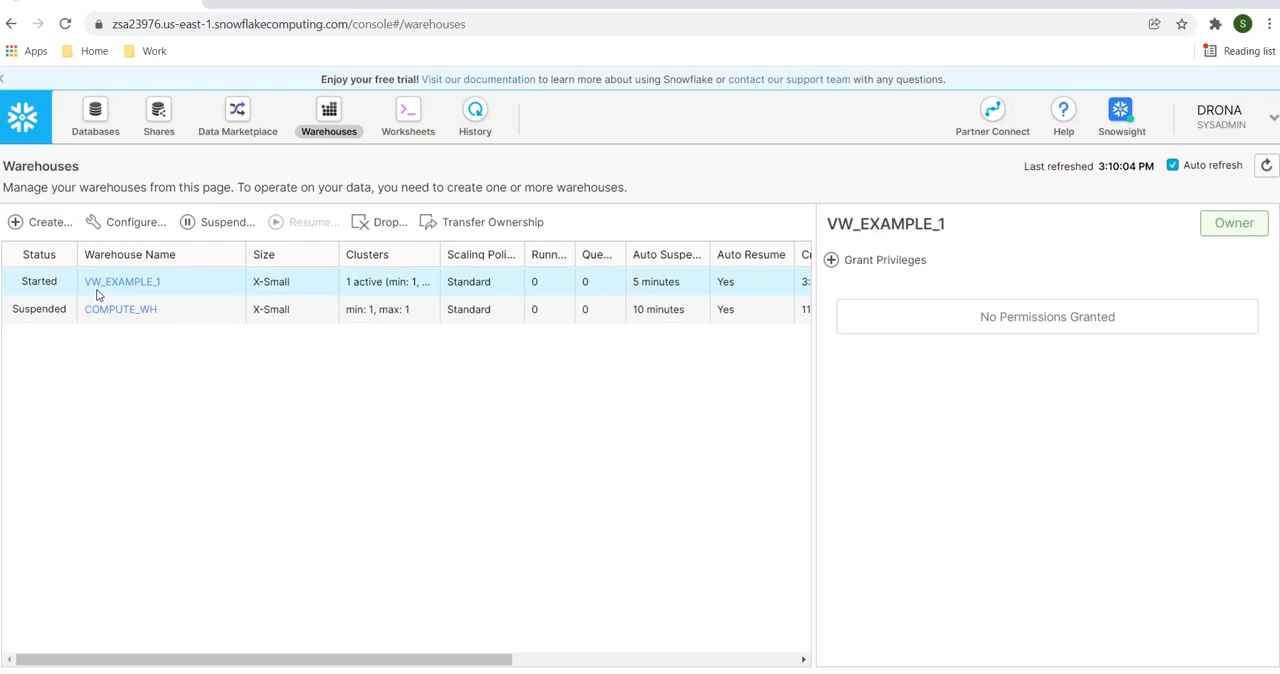 zsa23976.us-east-1.snowflakecomputing.com/console#/warehouses
S
Apps Home Work Reading list
Enjoy your free trial! Visit our documentation to learn more about using Snowflake or contact our support team with any questions.
Databases Shares Data Marketplace Warehouses Worksheets History Partner Connect Help Snowsight
DRONA
SYSADMIN
Warehouses
Last refreshed 3:10:04 PM Auto refresh
Manage your warehouses from this page. To operate on your data, you need to create one or more warehouses.
Create... Configure... Suspend... Resume... Drop... Transfer Ownership
Status Warehouse Name Size Clusters Scaling Poli... Runn... Que... Auto Suspe... Auto Resume Cr
Started VW_EXAMPLE_1 X-Small 1 active (min: 1, ... Standard 0 0 5 minutes Yes 3:
Suspended COMPUTE_WH X-Small min: 1, max: 1 Standard 0 0 10 minutes Yes 11
VW_EXAMPLE_1 Owner
Grant Privileges
No Permissions Granted